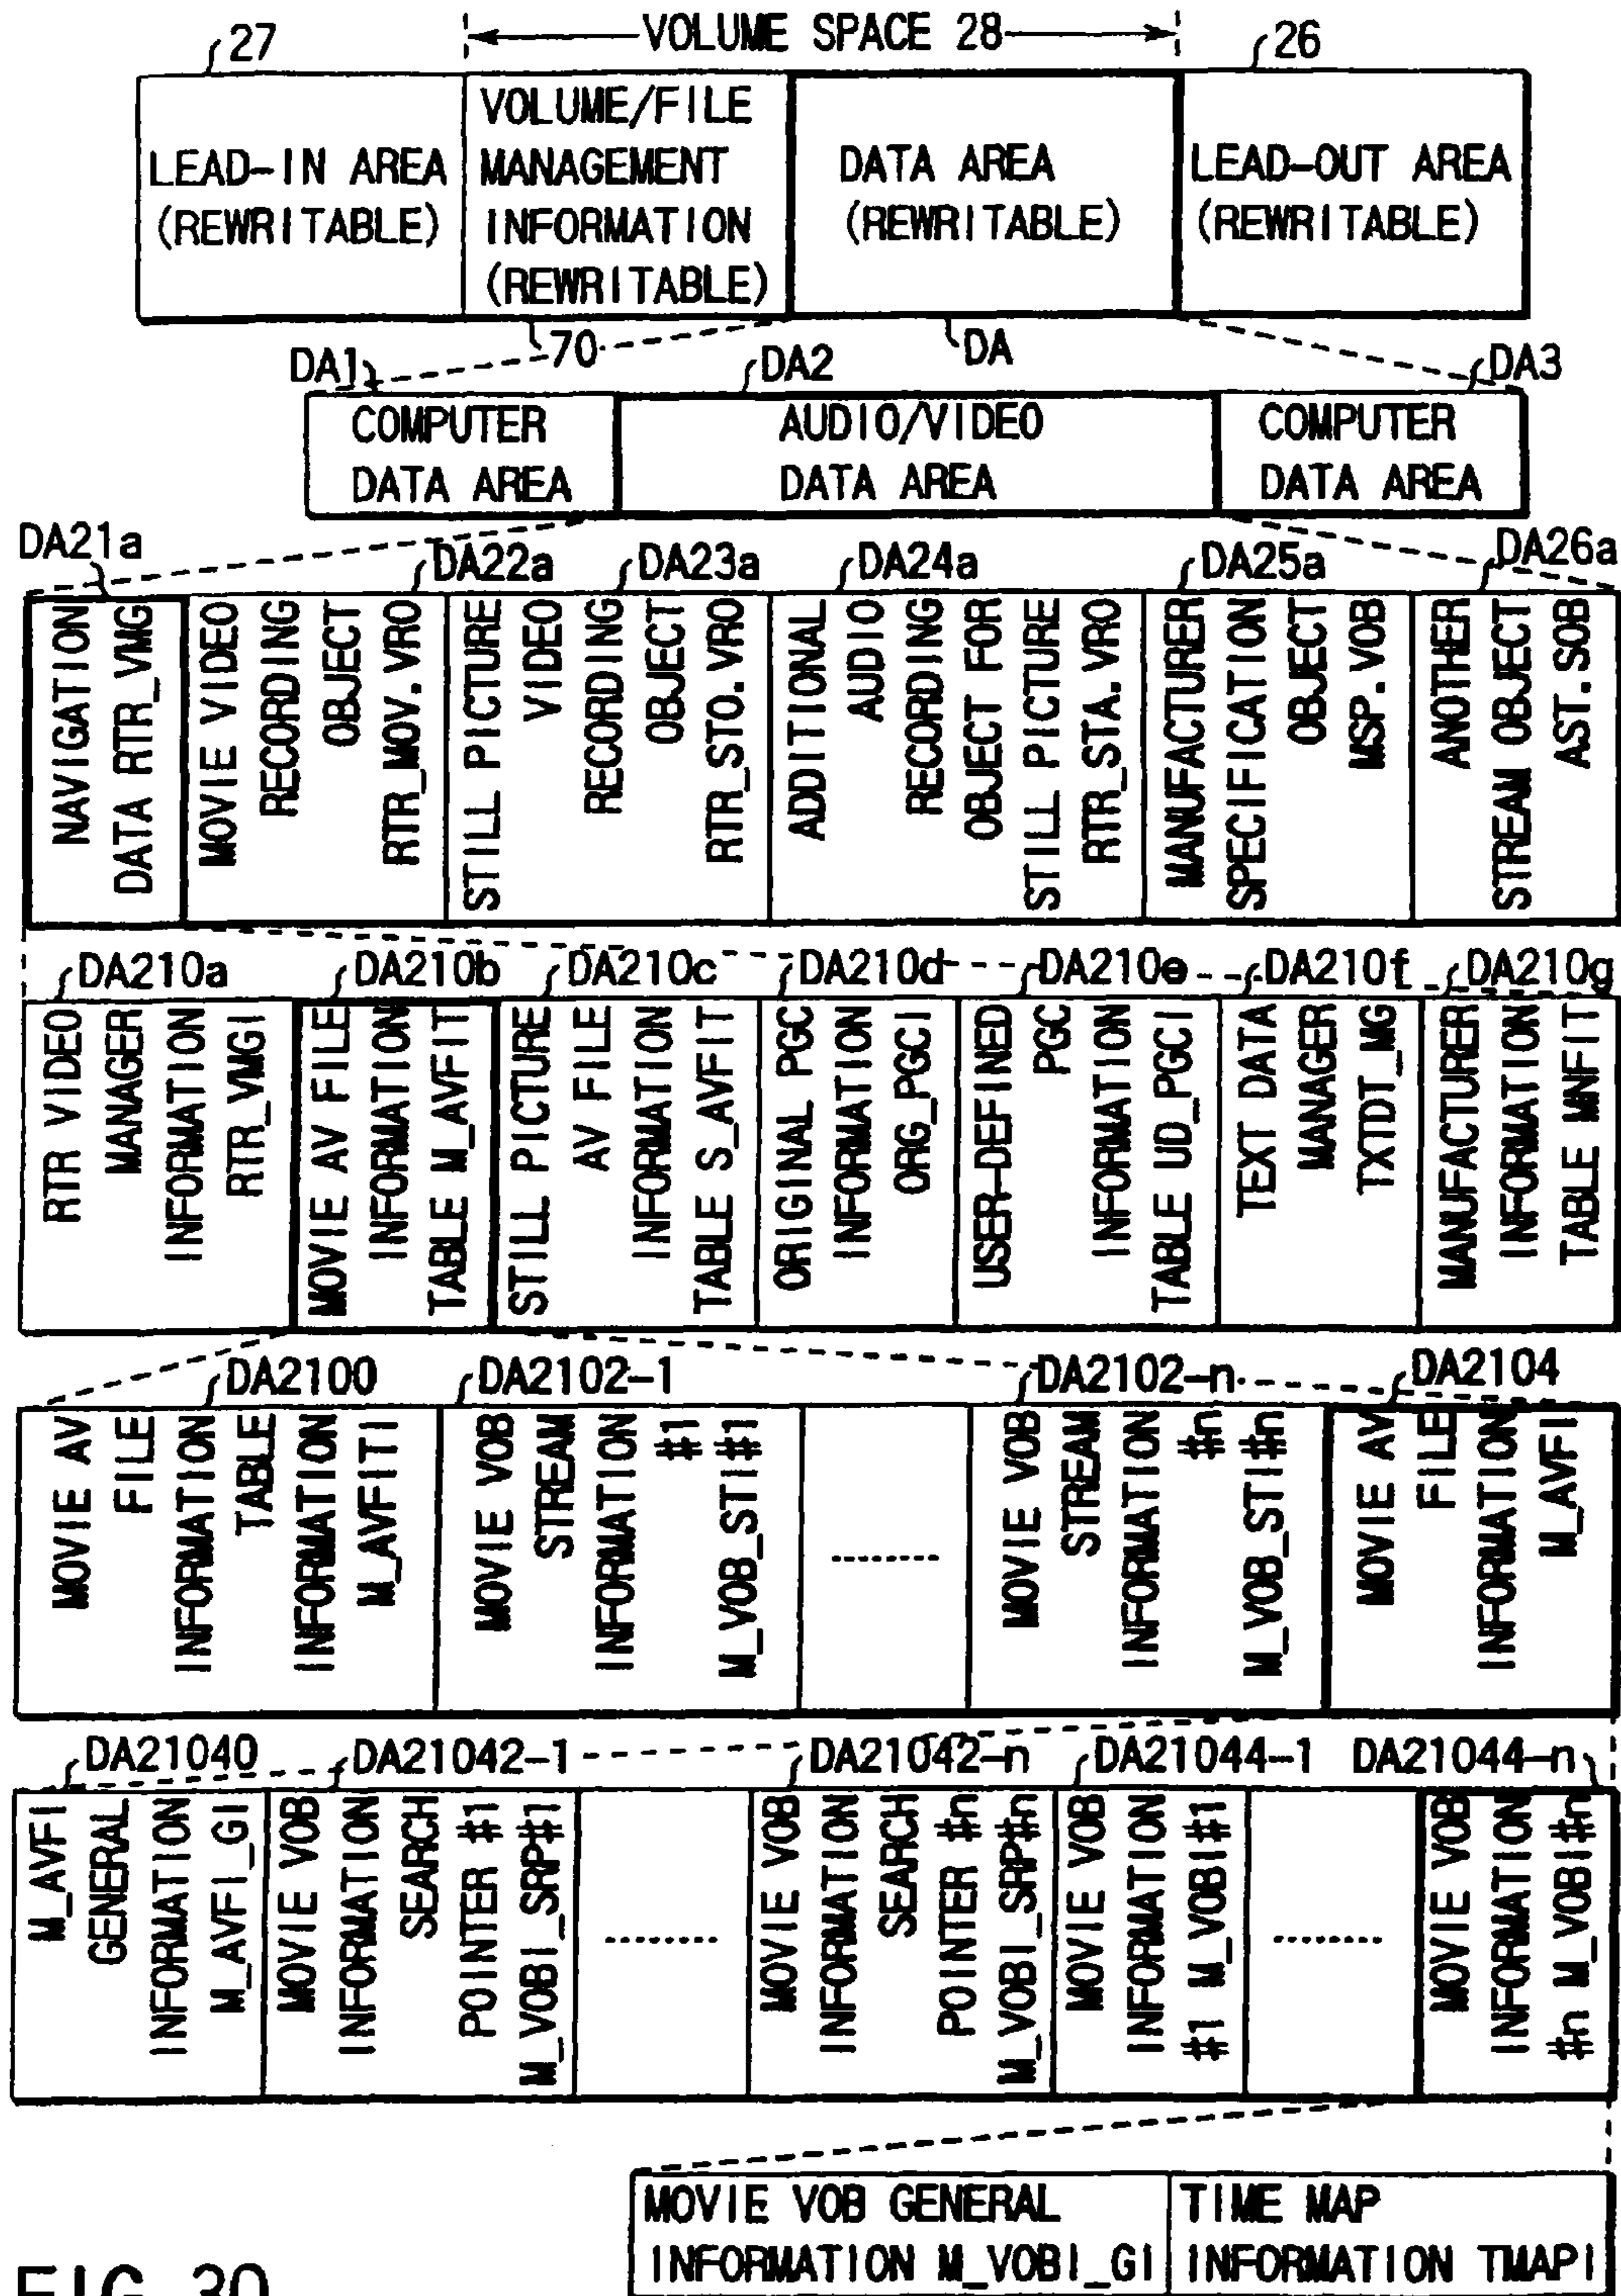 27
VOLUME SPACE 28
26
LEAD-IN AREA
(REWRITABLE)
VOLUME/FILE
MANAGEMENT
INFORMATION
(REWRITABLE)
DATA AREA
(REWRITABLE)
LEAD-OUT AREA
(REWRITABLE)
70
DA
DA1
DA2
DA3
COMPUTER
DATA AREA
AUDIO/VIDEO
DATA AREA
COMPUTER
DATA AREA
DA21a
DA22a
DA23a
DA24a
DA25a
DA26a
NAVIGATION
DATA RTR_VMG
MOVIE VIDEO
RECORDING
OBJECT
RTR_MOV.VRO
STILL PICTURE
VIDEO
RECORDING
OBJECT
RTR_STO.VRO
ADDITIONAL
AUDIO
RECORDING
OBJECT FOR
STILL PICTURE
RTR_STA.VRO
MANUFACTURER
SPECIFICATION
OBJECT
MSP.VOB
ANOTHER
STREAM OBJECT
AST.SOB
DA210a
DA210b
DA210c
DA210d
DA210e
DA210f
DA210g
RTR VIDEO
MANAGER
INFORMATION
RTR_VMGI
MOVIE AV FILE
INFORMATION
TABLE M_AVFIT
STILL PICTURE
AV FILE
INFORMATION
TABLE S_AVFIT
ORIGINAL PGC
INFORMATION
ORG_PGCI
USER-DEFINED
PGC
INFORMATION
TABLE UD_PGCI
TEXT DATA
MANAGER
TXTDT_MG
MANUFACTURER
INFORMATION
TABLE MNFIT
DA2100
DA2102-1
DA2102-n
DA2104
MOVIE AV
FILE
INFORMATION
TABLE
INFORMATION
M_AVFITI
MOVIE VOB
STREAM
INFORMATION
#1
M_VOB_STI#1
........
MOVIE VOB
STREAM
INFORMATION
#n
M_VOB_STI#n
MOVIE AV
FILE
INFORMATION
M_AVFI
DA21040
DA21042-1
DA21042-n
DA21044-1
DA21044-n
M_AVFI
GENERAL
INFORMATION
M_AVFI_GI
MOVIE VOB
INFORMATION
SEARCH
POINTER #1
M_VOBI_SRP#1
........
MOVIE VOB
INFORMATION
SEARCH
POINTER #n
M_VOBI_SRP#n
MOVIE VOB
INFORMATION
#1 M_VOBI#1
........
MOVIE VOB
INFORMATION
#n M_VOBI#n
MOVIE VOB GENERAL
INFORMATION M_VOBI_GI
TIME MAP
INFORMATION TMAPI
FIG. 30